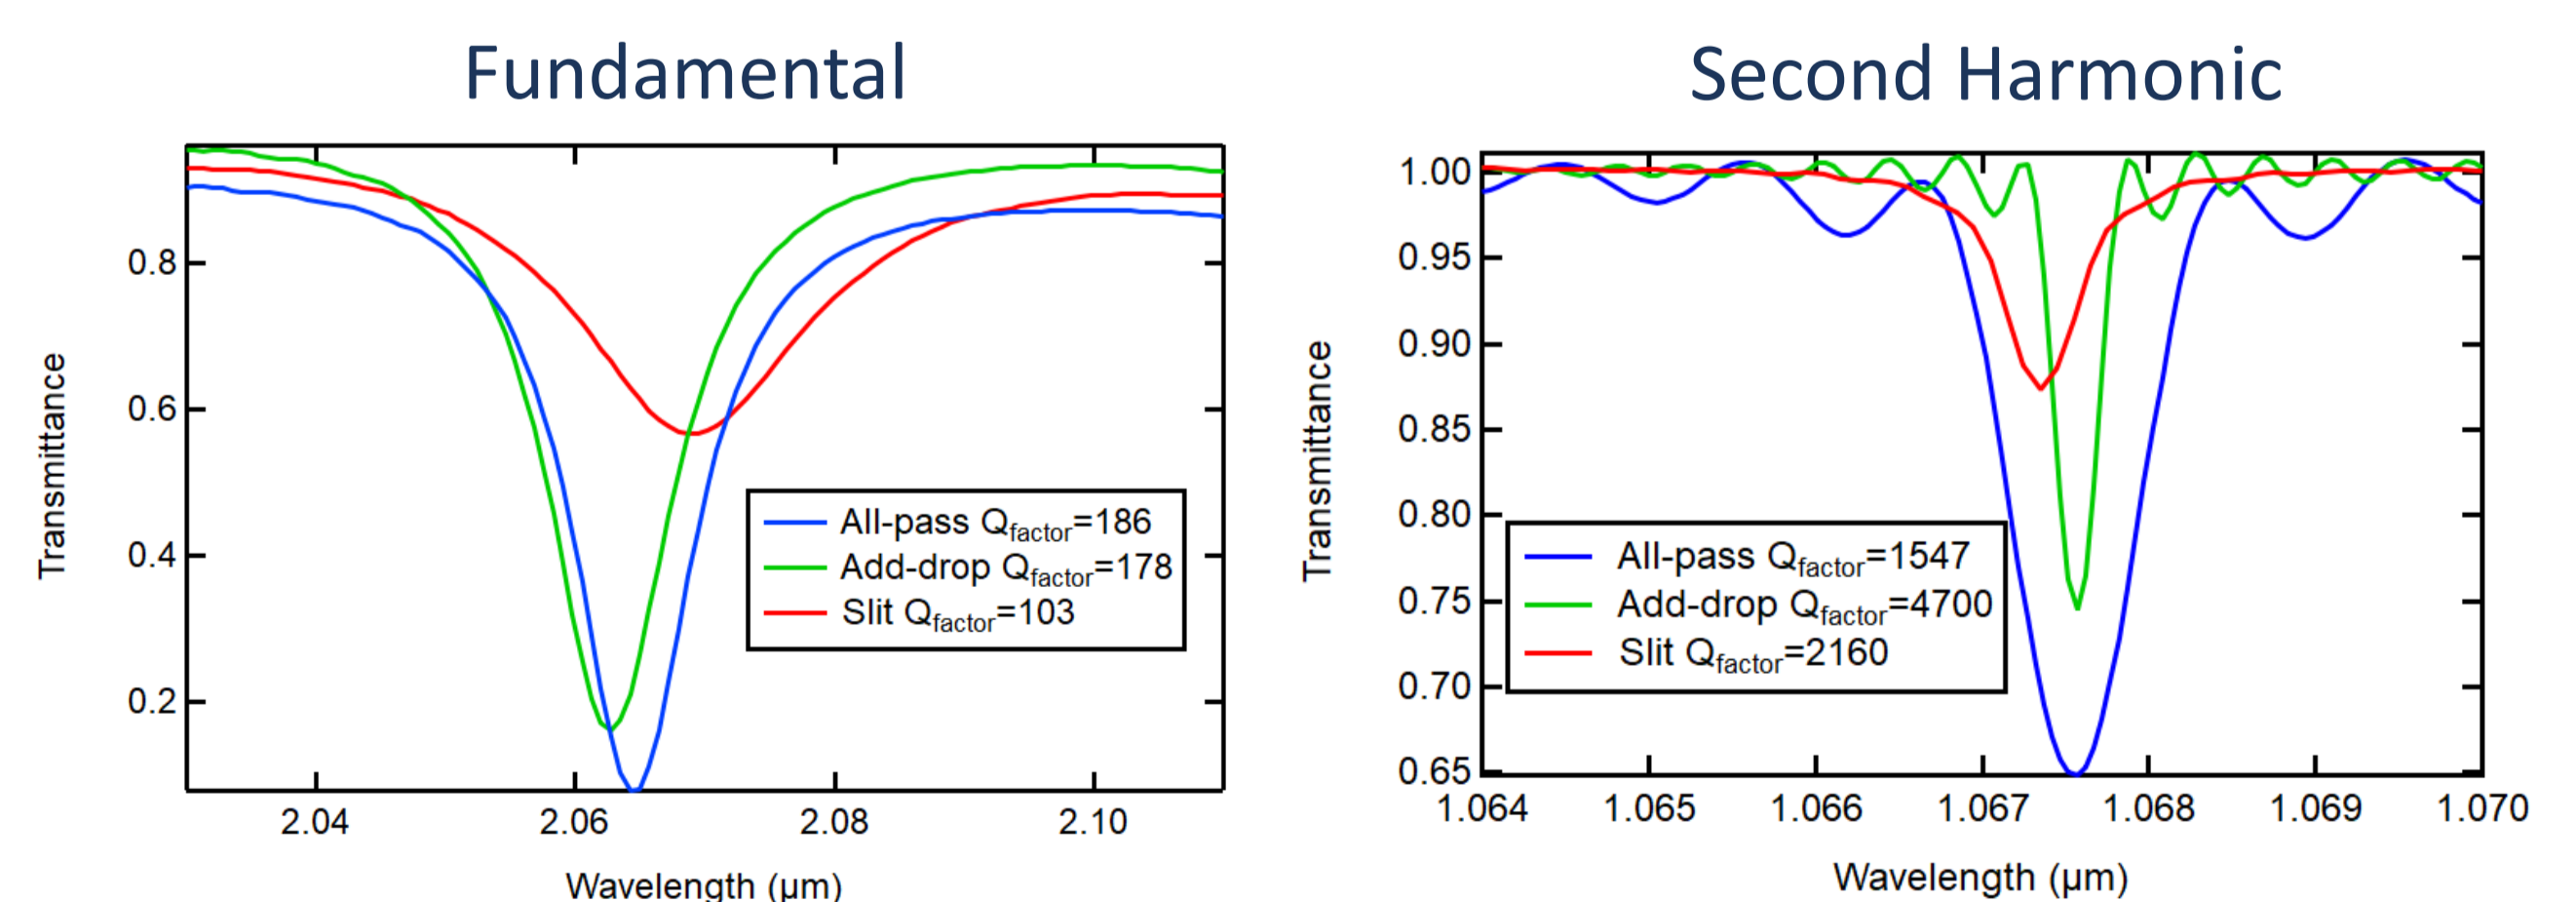 Fundamental
Transmittance
0.8
0.6
0.4
0.2
All-pass Qfactor=186
Add-drop Qfactor=178
Slit Qfactor=103
2.04 2.06 2.08 2.10
Wavelength (μm)
Second Harmonic
Transmittance
1.00
0.95
0.90
0.85
0.80
0.75
0.70
0.65
All-pass Qfactor=1547
Add-drop Qfactor=4700
Slit Qfactor=2160
1.064 1.065 1.066 1.067 1.068 1.069 1.070
Wavelength (μm)